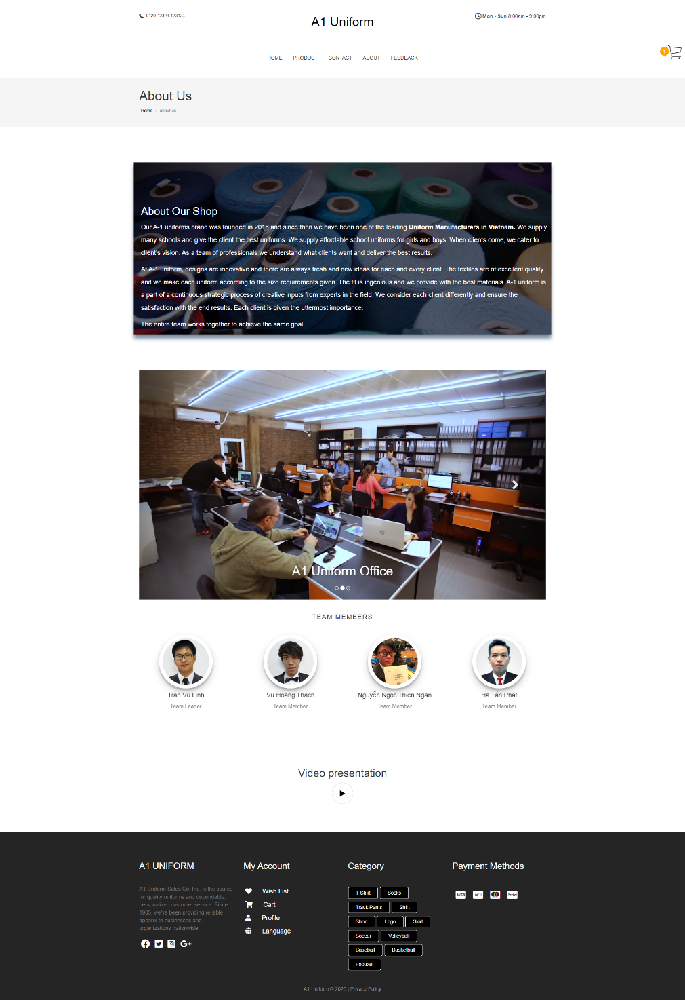 0129-12323-123123
A1 Uniform
Mon - Sun 8:00am - 9:00pm
1
HOME PRODUCT CONTACT ABOUT FEEDBACK
About Us
Home / about us
About Our Shop
Our A-1 uniforms brand was founded in 2016 and since then we have been one of the leading Uniform Manufacturers in Vietnam. We supply
many schools and give the client the best uniforms. We supply affordable school uniforms for girls and boys. When clients come, we cater to
client's vision. As a team of professionals we understand what clients want and deliver the best results.
At A-1 uniform, designs are innovative and there are always fresh and new ideas for each and every client. The textiles are of excellent quality
and we make each uniform according to the size requirements given. The fit is ingenious and we provide with the best materials. A-1 uniform is
a part of a continuous strategic process of creative inputs from experts in the field. We consider each client differently and ensure the
satisfaction with the end results. Each client is given the uttermost importance.
The entire team works together to achieve the same goal.
A1 Uniform Office
TEAM MEMBERS
Trần Vũ Linh
Team Leader
Vũ Hoàng Thạch
Team Member
Nguyễn Ngọc Thiên Ngân
Team Member
Hà Tấn Phát
Team Member
Video presentation
A1 UNIFORM
A1 Uniform Sales Co, Inc. is the source
for quality uniforms and dependable,
personalized customer service. Since
1985, we've been providing reliable
apparel to businesses and
organizations nationwide.
My Account
Wish List
Cart
Profile
Language
Category
T-Shirt Socks
Track Pants Shirt
Short Logo Skirt
Soccer Volleyball
Baseball Basketball
Football
Payment Methods
VISA JCB PayPal
A1 Uniform © 2020 | Privacy Policy